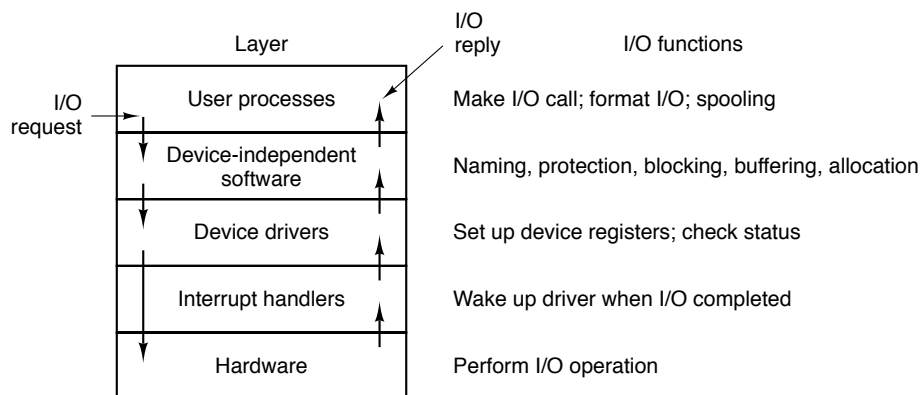 I/O
reply
Layer
I/O functions
I/O
request
User processes
Make I/O call; format I/O; spooling
Device-independent
software
Naming, protection, blocking, buffering, allocation
Device drivers
Set up device registers; check status
Interrupt handlers
Wake up driver when I/O completed
Hardware
Perform I/O operation